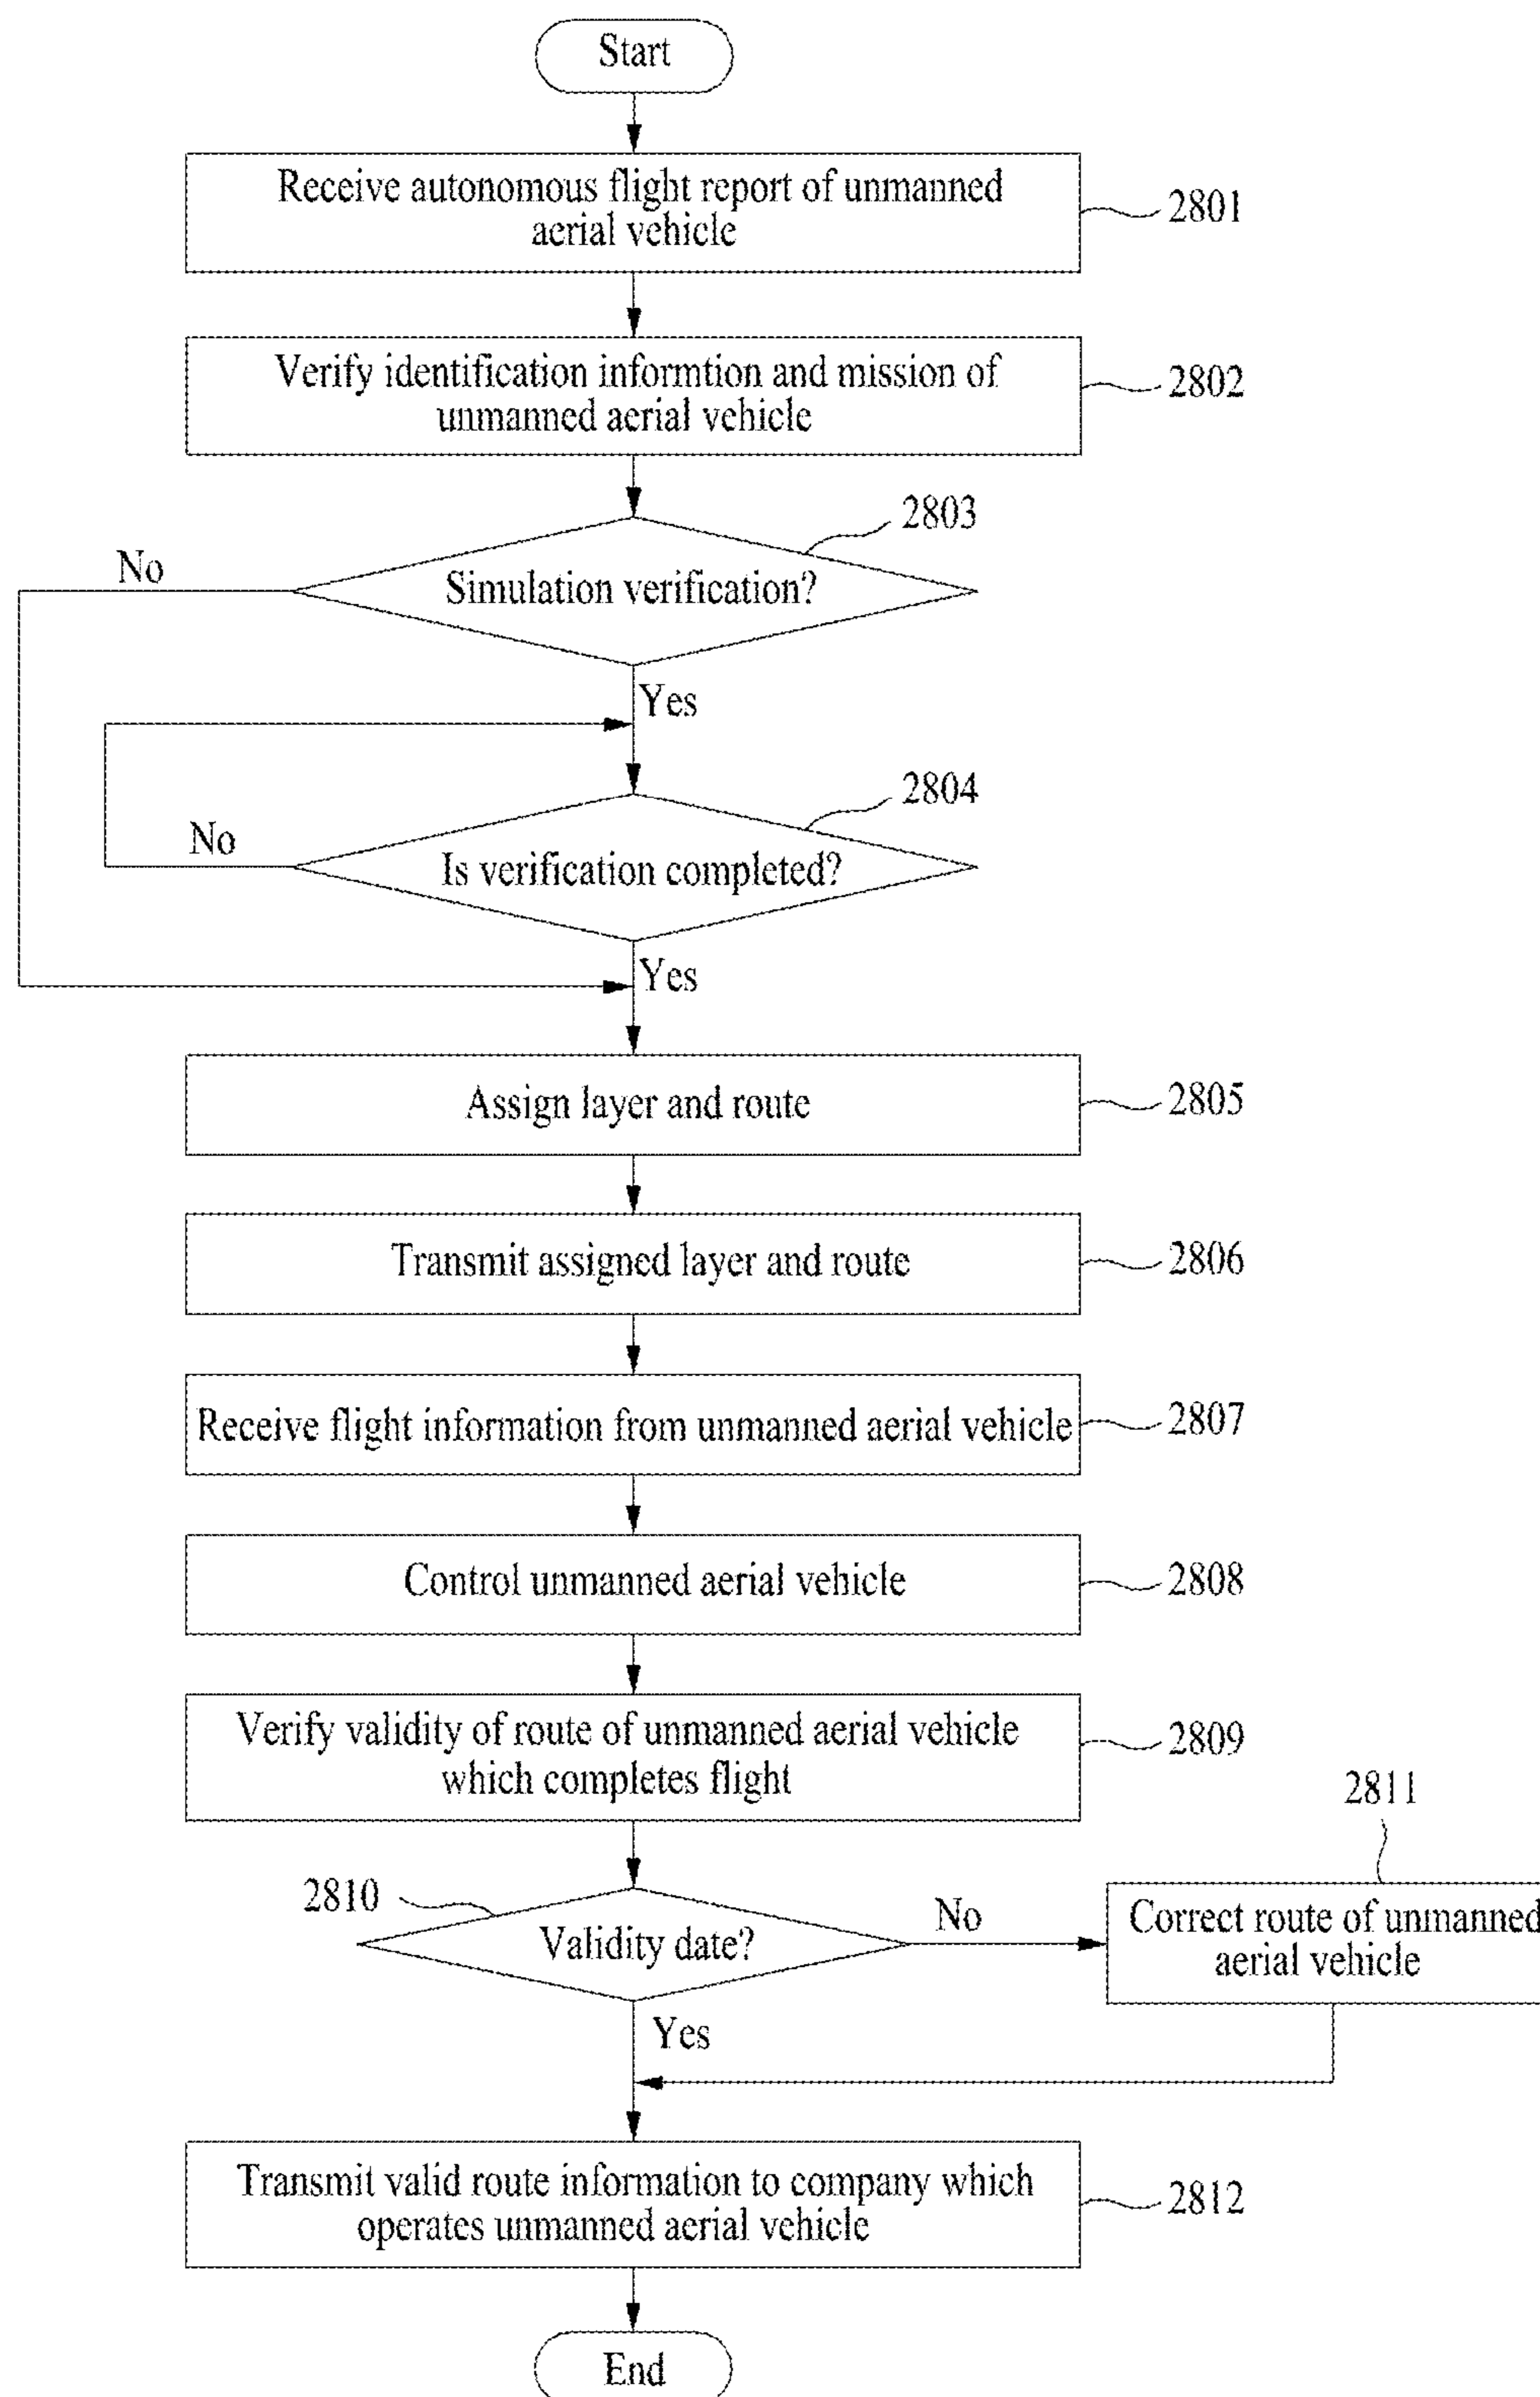 Start
Receive autonomous flight report of unmanned
aerial vehicle
2801
Verify identification informtion and mission of
unmanned aerial vehicle
2802
2803
No
Simulation verification?
Yes
2804
No
Is verification completed?
Yes
Assign layer and route
2805
Transmit assigned layer and route
2806
Receive flight information from unmanned aerial vehicle
2807
Control unmanned aerial vehicle
2808
Verify validity of route of unmanned aerial vehicle
which completes flight
2809
2810
Validity date?
No
2811
Correct route of unmanned
aerial vehicle
Yes
Transmit valid route information to company which
operates unmanned aerial vehicle
2812
End